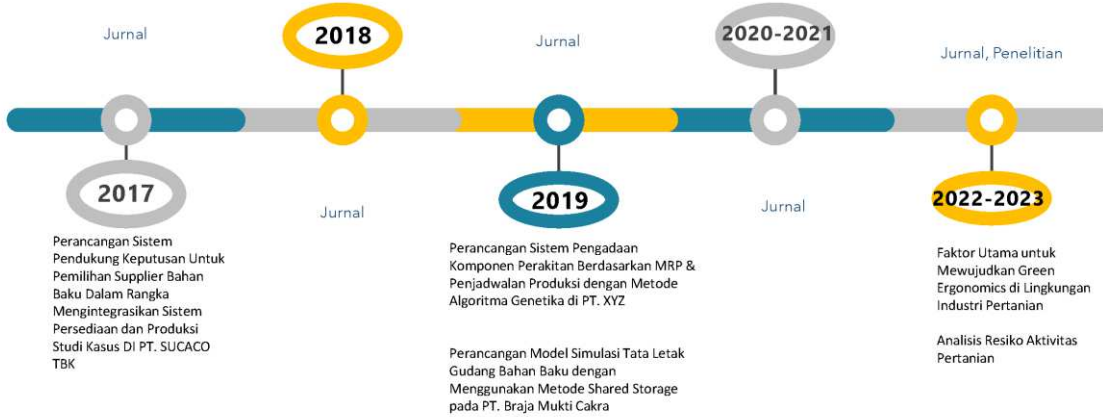 Jurnal
2018
Jurnal
2020-2021
Jurnal, Penelitian
2017
Jurnal
2019
Jurnal
2022-2023
Perancangan Sistem
Pendukung Keputusan Untuk
Pemilihan Supplier Bahan
Baku Dalam Rangka
Mengintegrasikan Sistem
Persediaan dan Produksi
Studi Kasus DI PT. SUCACO
TBK
Perancangan Sistem Pengadaan
Komponen Perakitan Berdasarkan MRP &
Penjadwalan Produksi dengan Metode
Algoritma Genetika di PT. XYZ
Perancangan Model Simulasi Tata Letak
Gudang Bahan Baku dengan
Menggunakan Metode Shared Storage
pada PT. Braja Mukti Cakra
Faktor Utama untuk
Mewujudkan Green
Ergonomics di Lingkungan
Industri Pertanian
Analisis Resiko Aktivitas
Pertanian